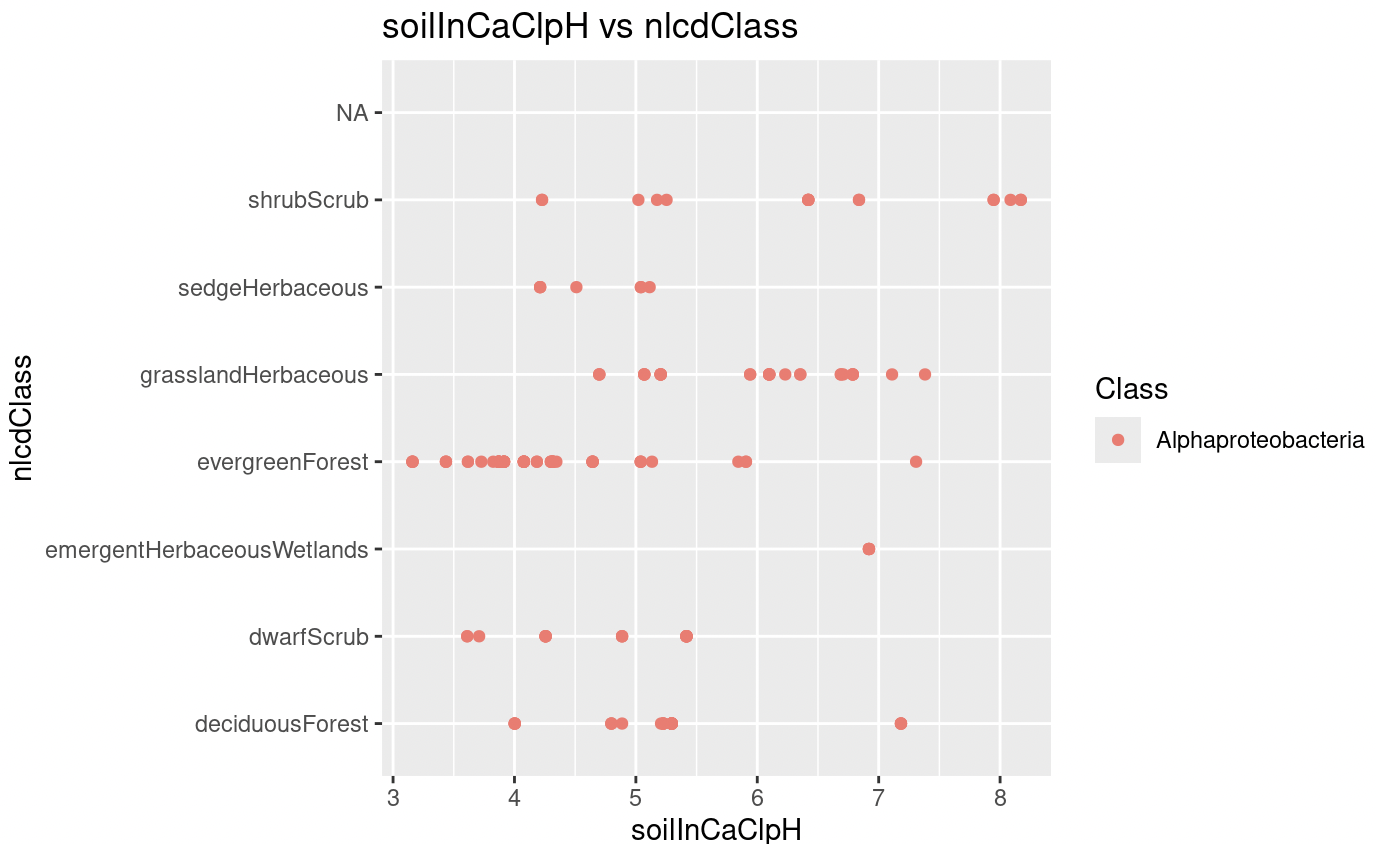 soilInCaClpH vs nlcdClass
NA
shrubScrub
sedgeHerbaceous
grasslandHerbaceous
evergreenForest
emergentHerbaceousWetlands
dwarfScrub
deciduousForest
nlcdClass
3 4 5 6 7 8
soilInCaClpH
Class
Alphaproteobacteria